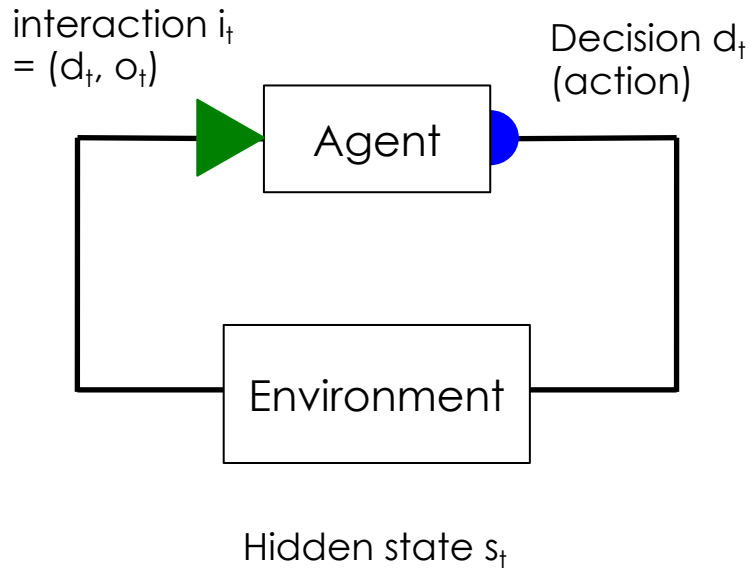 interaction iₜ
= (dₜ, oₜ)
Decision dₜ
(action)
Agent
Environment
Hidden state sₜ